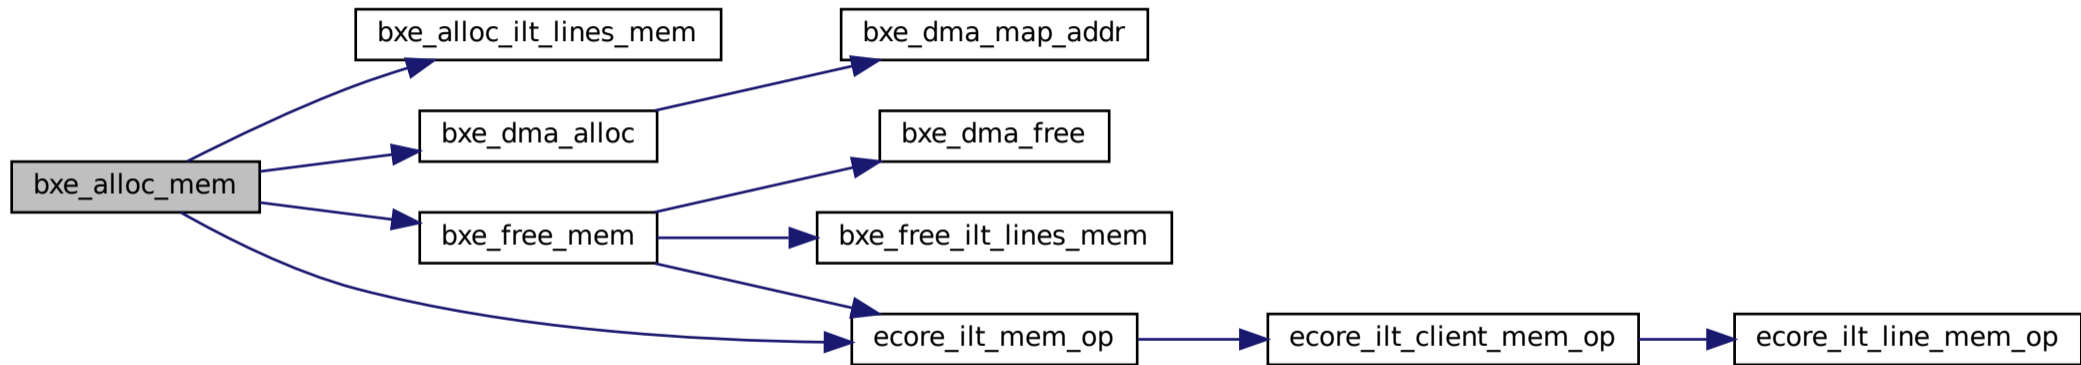 bxe_alloc_mem
bxe_alloc_ilt_lines_mem
bxe_dma_alloc
bxe_free_mem
bxe_dma_map_addr
bxe_dma_free
bxe_free_ilt_lines_mem
ecore_ilt_mem_op
ecore_ilt_client_mem_op
ecore_ilt_line_mem_op